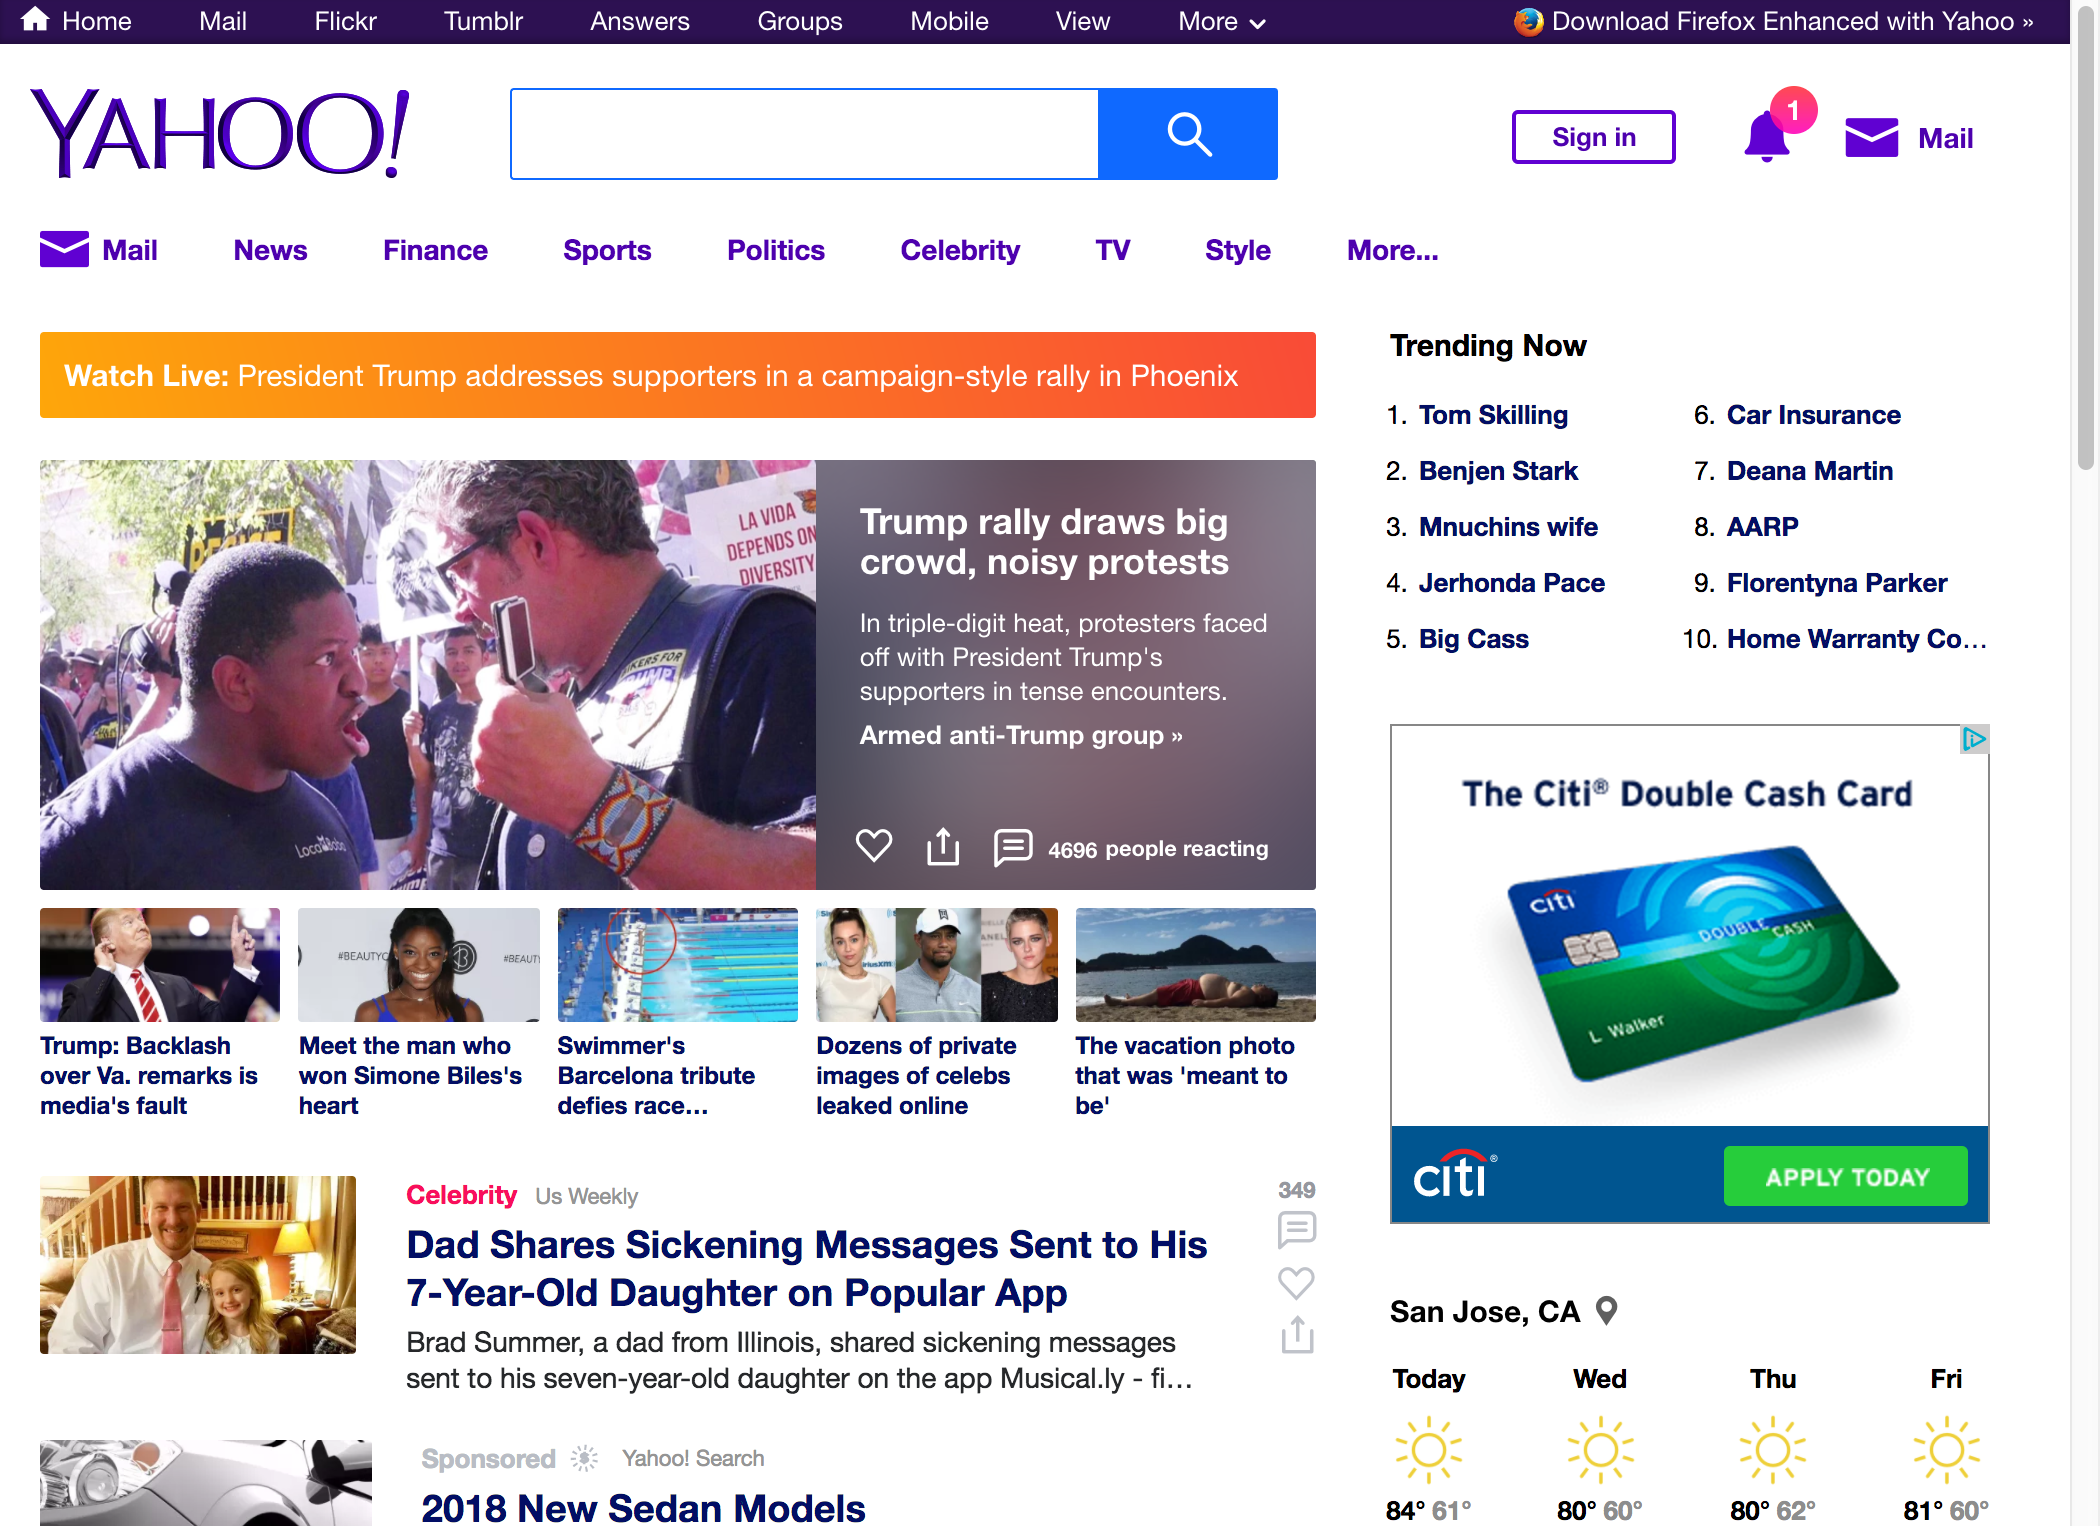 Home Mail Flickr Tumblr Answers Groups Mobile View More Download Firefox Enhanced with Yahoo »
YAHOO!
Sign in
1
Mail
Mail News Finance Sports Politics Celebrity TV Style More...
Watch Live: President Trump addresses supporters in a campaign-style rally in Phoenix
LA VIDA
DEPENDS ON
DIVERSITY
Trump rally draws big
crowd, noisy protests
In triple-digit heat, protesters faced
off with President Trump's
supporters in tense encounters.
Armed anti-Trump group »
4696 people reacting
Trump: Backlash
over Va. remarks is
media's fault
Meet the man who
won Simone Biles's
heart
Swimmer's
Barcelona tribute
defies race...
Dozens of private
images of celebs
leaked online
The vacation photo
that was 'meant to
be'
Celebrity Us Weekly
Dad Shares Sickening Messages Sent to His
7-Year-Old Daughter on Popular App
Brad Summer, a dad from Illinois, shared sickening messages
sent to his seven-year-old daughter on the app Musical.ly - fi...
349
Sponsored Yahoo! Search
2018 New Sedan Models
Trending Now
1. Tom Skilling
2. Benjen Stark
3. Mnuchins wife
4. Jerhonda Pace
5. Big Cass
6. Car Insurance
7. Deana Martin
8. AARP
9. Florentyna Parker
10. Home Warranty Co...
The Citi® Double Cash Card
citi
DOUBLE CASH
L Walker
citi®
APPLY TODAY
San Jose, CA
Today Wed Thu Fri
84° 61° 80° 60° 80° 62° 81° 60°